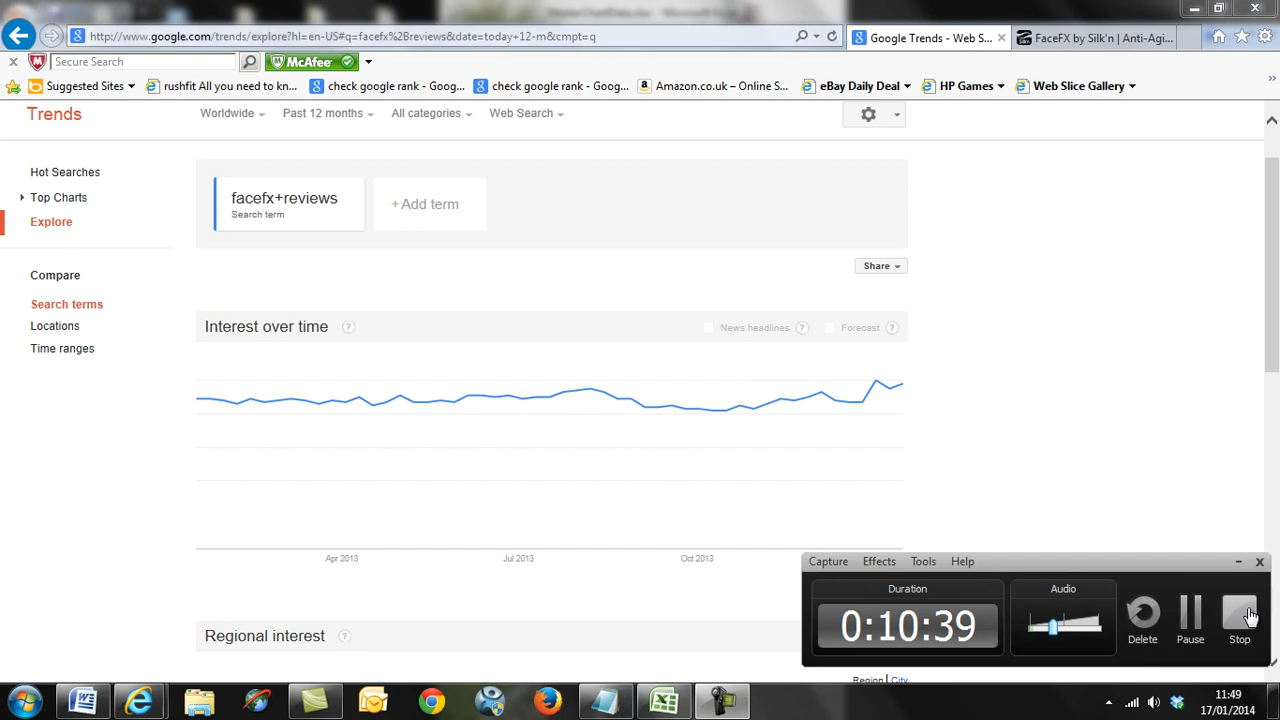 http://www.google.com/trends/explore?hl=en-US#q=facefx%2Breviews&date=today+12-m&cmpt=q
Google Trends - Web S...
FaceFX by Silk'n | Anti-Agi...
Secure Search
McAfee
Suggested Sites
rushfit All you need to kn...
check google rank - Goog...
check google rank - Goog...
Amazon.co.uk – Online S...
eBay Daily Deal
HP Games
Web Slice Gallery
Trends
Worldwide
Past 12 months
All categories
Web Search
Hot Searches
Top Charts
Explore
Compare
Search terms
Locations
Time ranges
facefx+reviews
Search term
+Add term
Share
Interest over time
?
News headlines
?
Forecast
?
Apr 2013
Jul 2013
Oct 2013
Regional interest
?
Region | City
Capture
Effects
Tools
Help
Duration
0:10:39
Audio
Delete
Pause
Stop
11:49
17/01/2014